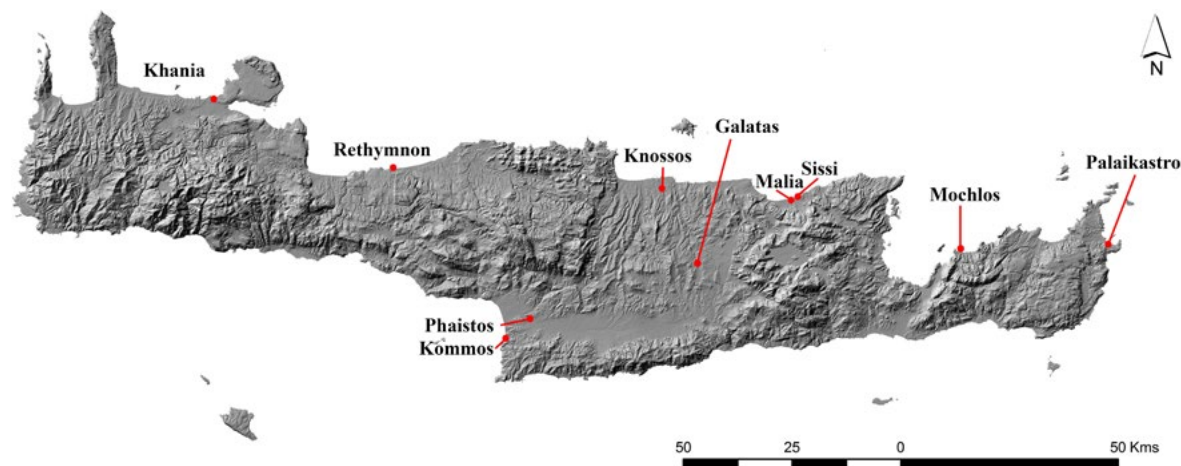 Khania
N
Galatas
Rethymnon
Knossos
Sissi
Malia
Palaikastro
Mochlos
Phaistos
Kommos
50 25 0 50 Kms